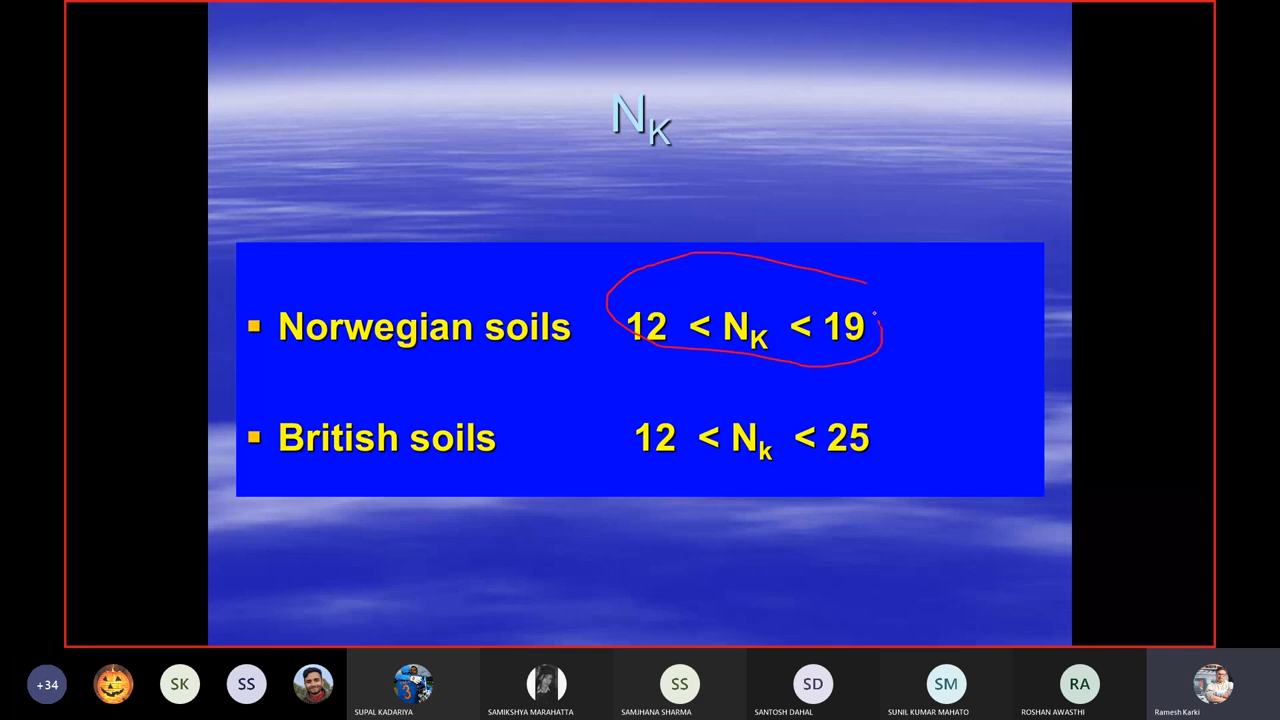 NK
▪ Norwegian soils 12 < NK < 19
▪ British soils 12 < Nk < 25
+34
SK
SS
SS
SD
SM
RA
SUPAL KADARIYA
SAMIKSHYA MARAHATTA
SAMJHANA SHARMA
SANTOSH DAHAL
SUNIL KUMAR MAHATO
ROSHAN AWASTHI
Ramesh Karki